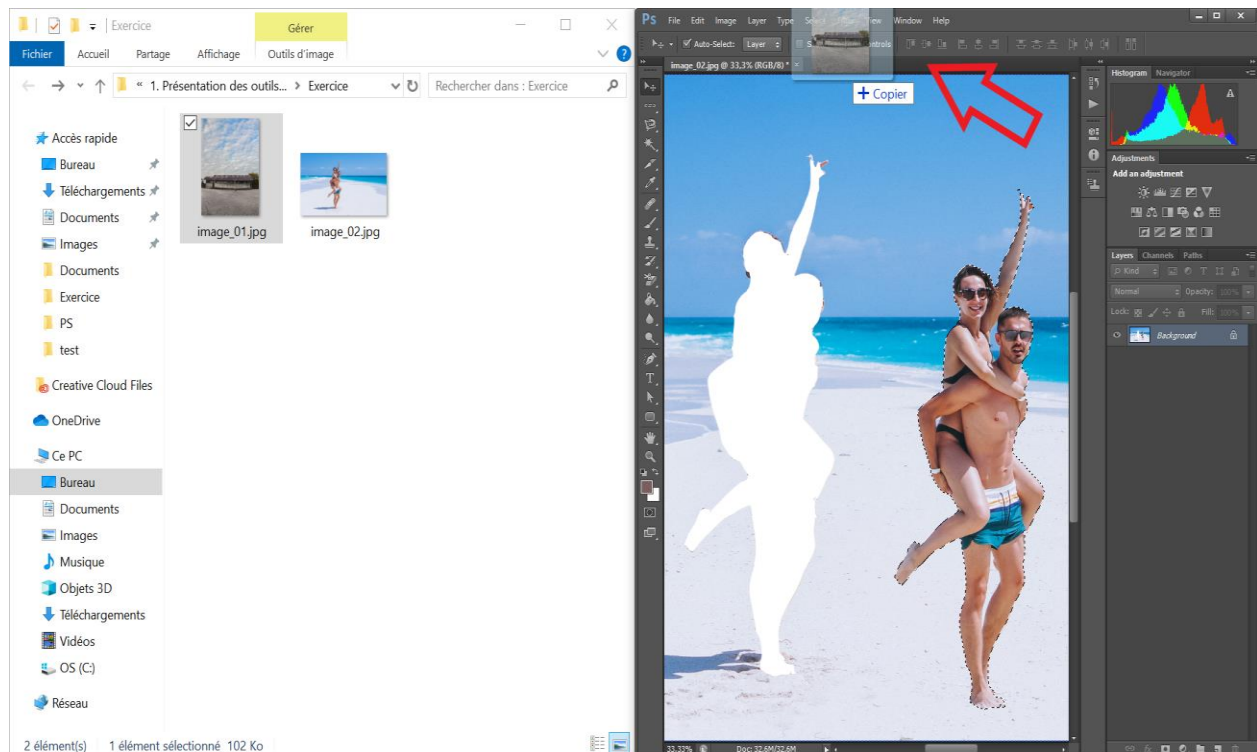 Exercice
Gérer
Fichier Accueil Partage Affichage Outils d'image
« 1. Présentation des outils... > Exercice
Rechercher dans : Exercice
Accès rapide
Bureau
Téléchargements
Documents
Images
Documents
Exercice
PS
test
Creative Cloud Files
OneDrive
Ce PC
Bureau
Documents
Images
Musique
Objets 3D
Téléchargements
Vidéos
OS (C:)
Réseau
image_01.jpg
image_02.jpg
2 élément(s) 1 élément sélectionné 102 Ko
Ps File Edit Image Layer Type View Window Help
Auto-Select: Layer
image_02.jpg @ 33,3% (RGB/8) *
+ Copier
Histogram Navigator
Adjustments
Add an adjustment
Layers Channels Paths
Kind
Normal Opacity: 100%
Lock: Fill: 100%
Background
33,33% Doc: 32,6M/32,6M